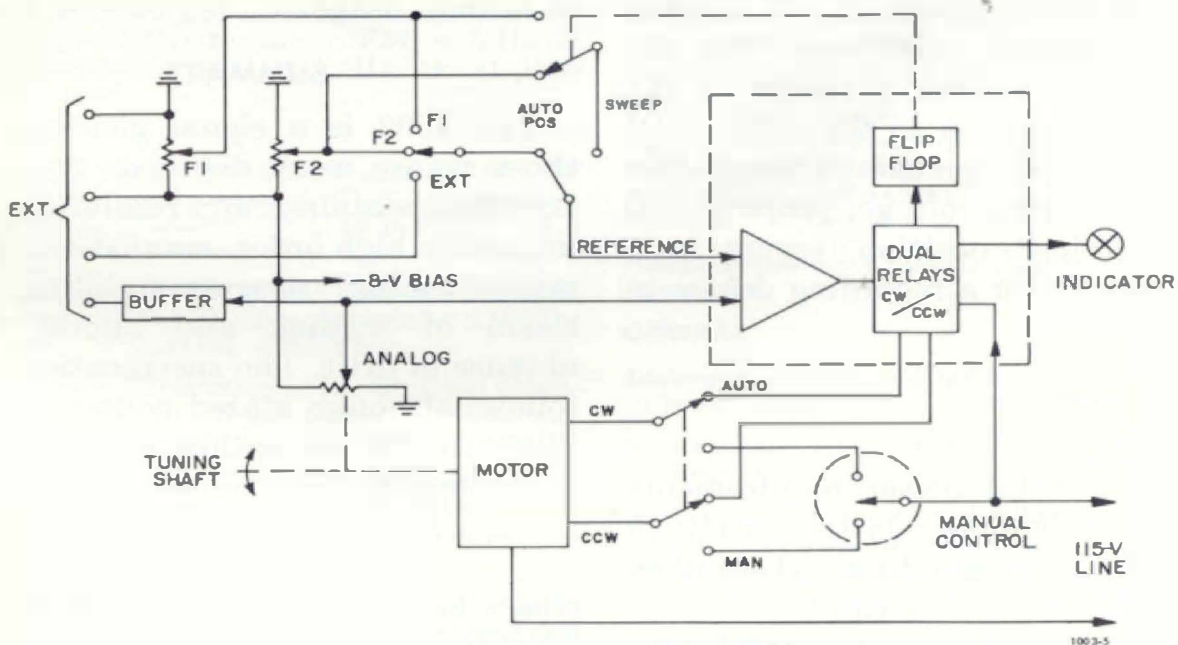 SWEEP
AUTO
POS
F1
F2
EXT
F1
F2
EXT
BUFFER
8-V BIAS
ANALOG
REFERENCE
FLIP
FLOP
DUAL
RELAYS
CW
CCW
INDICATOR
TUNING
SHAFT
MOTOR
CW
CCW
AUTO
MAN
MANUAL
CONTROL
115-V
LINE
1003-5